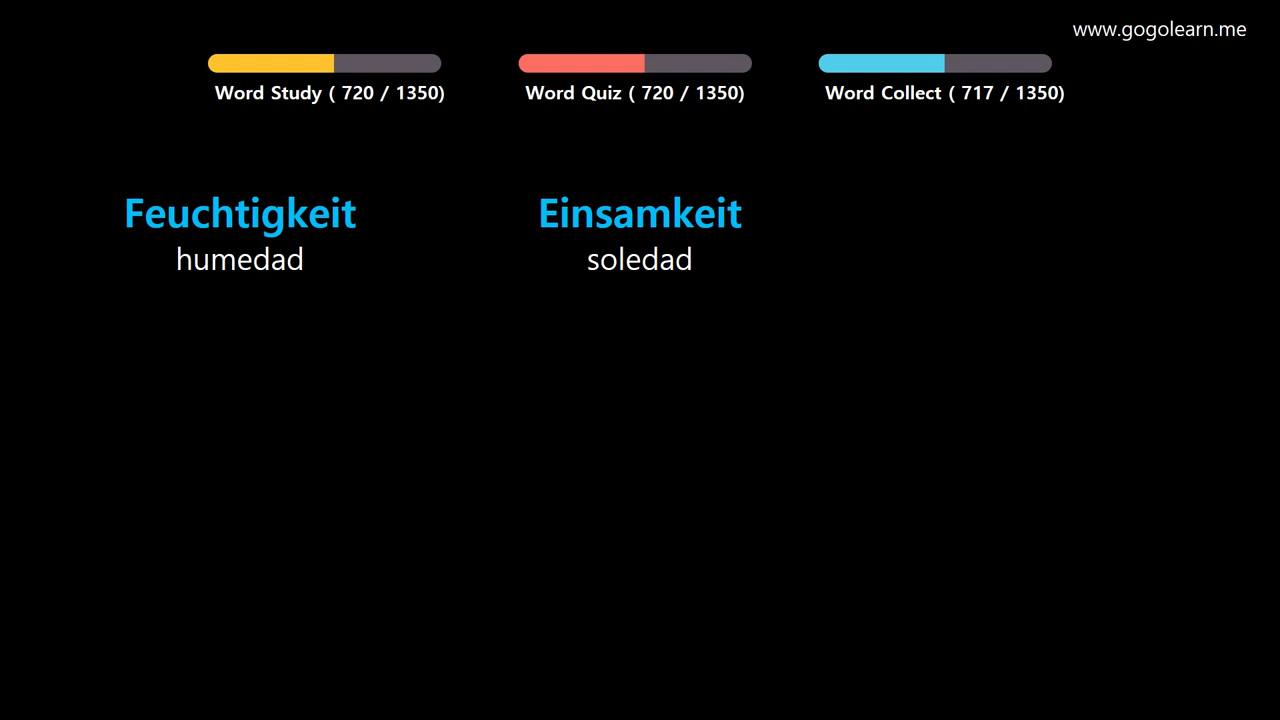 www.gogolearn.me
Word Study ( 720 / 1350)
Word Quiz ( 720 / 1350)
Word Collect ( 717 / 1350)
Feuchtigkeit
humedad
Einsamkeit
soledad